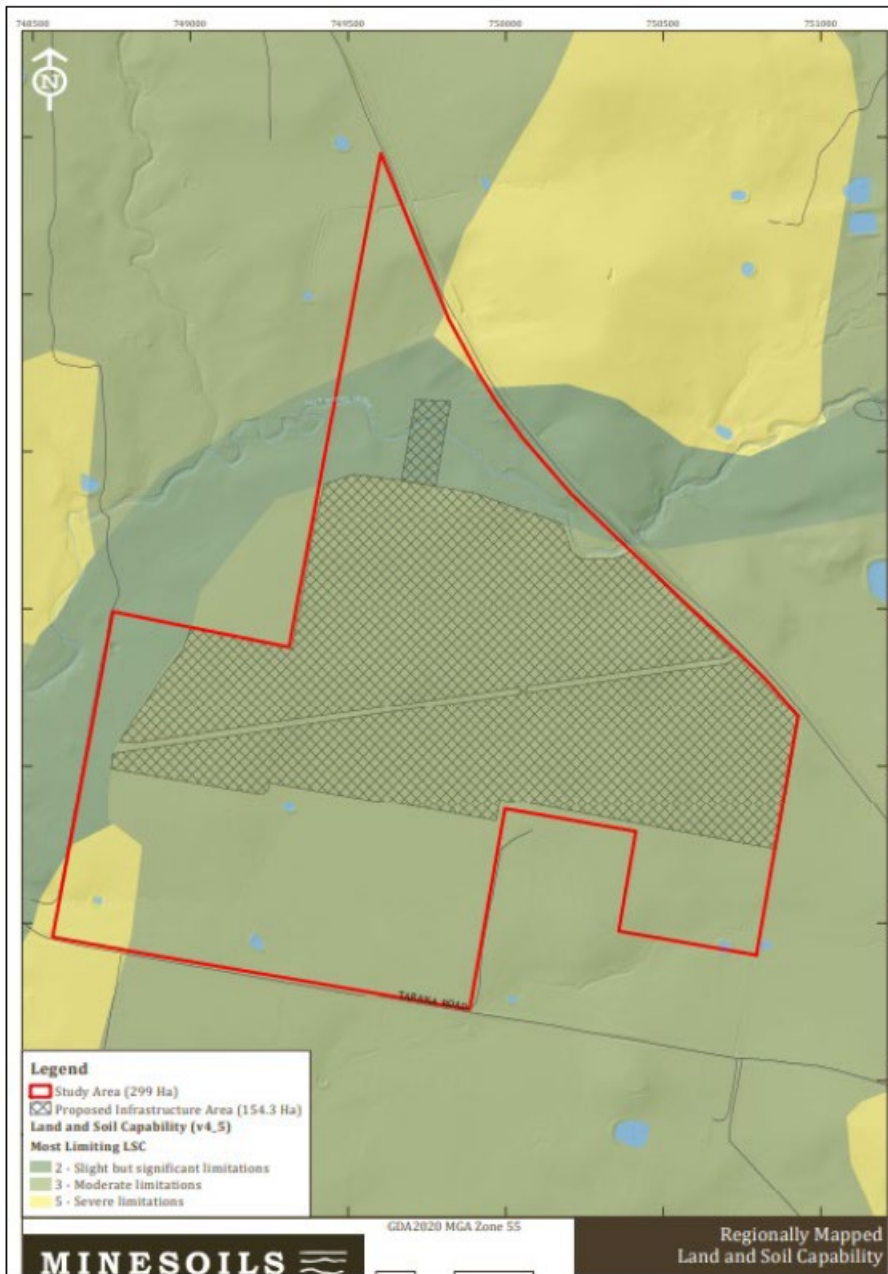 748500 749000 749500 750000 750500 751000
N
TARANA ROAD
Legend
Study Area (299 Ha)
Proposed Infrastructure Area (154.3 Ha)
Land and Soil Capability (v4_5)
Most Limiting LSC
2 - Slight but significant limitations
3 - Moderate limitations
5 - Severe limitations
GDA2020 MGA Zone 55
MINESOILS
Regionally Mapped
Land and Soil Capability